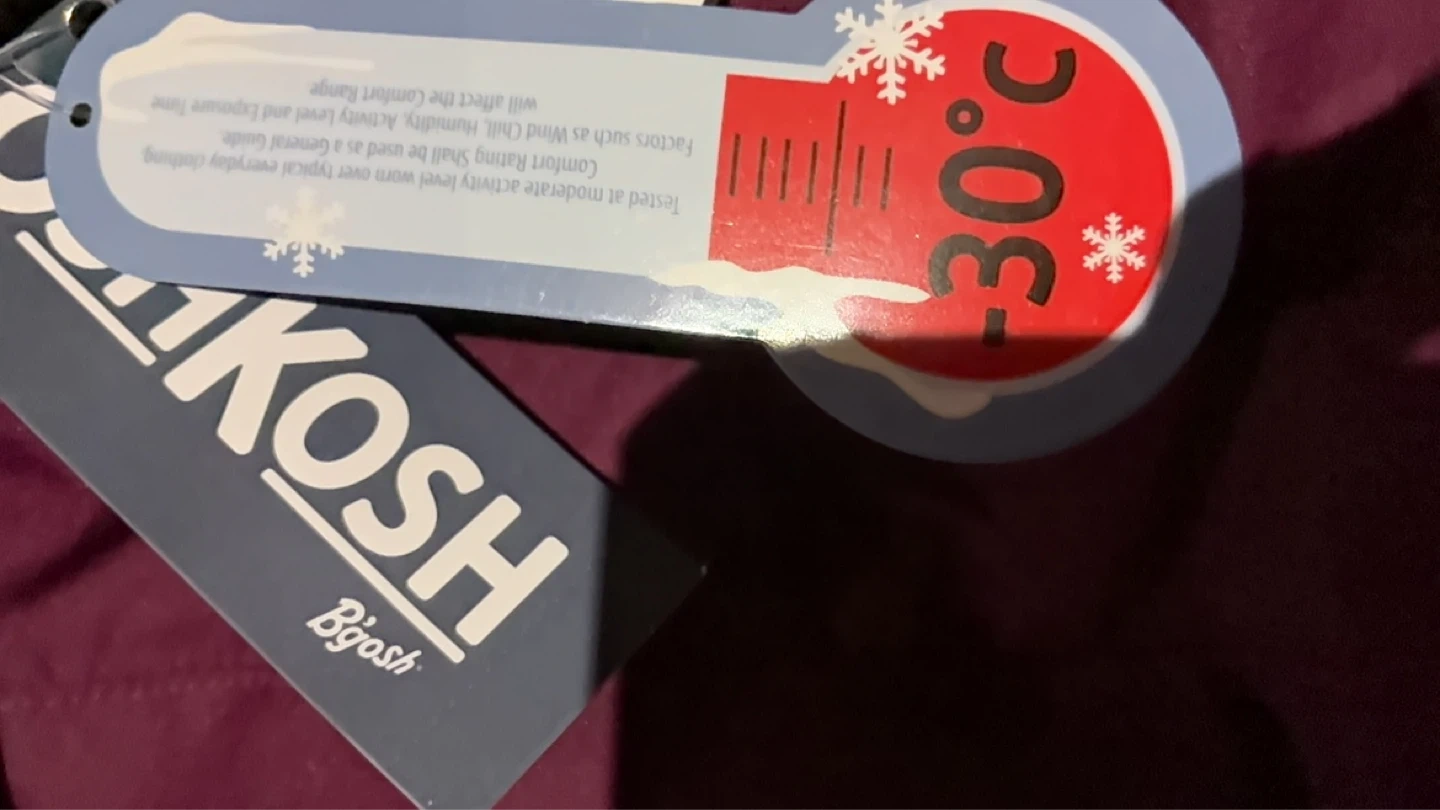 -30°C
Tested at moderate activity level worn over typical everyday clothing.
Comfort Rating Shall be used as a General Guide.
Factors such as Wind Chill, Humidity, Activity Level and Exposure Time
will affect the Comfort Range.
OSHKOSH
B'gosh